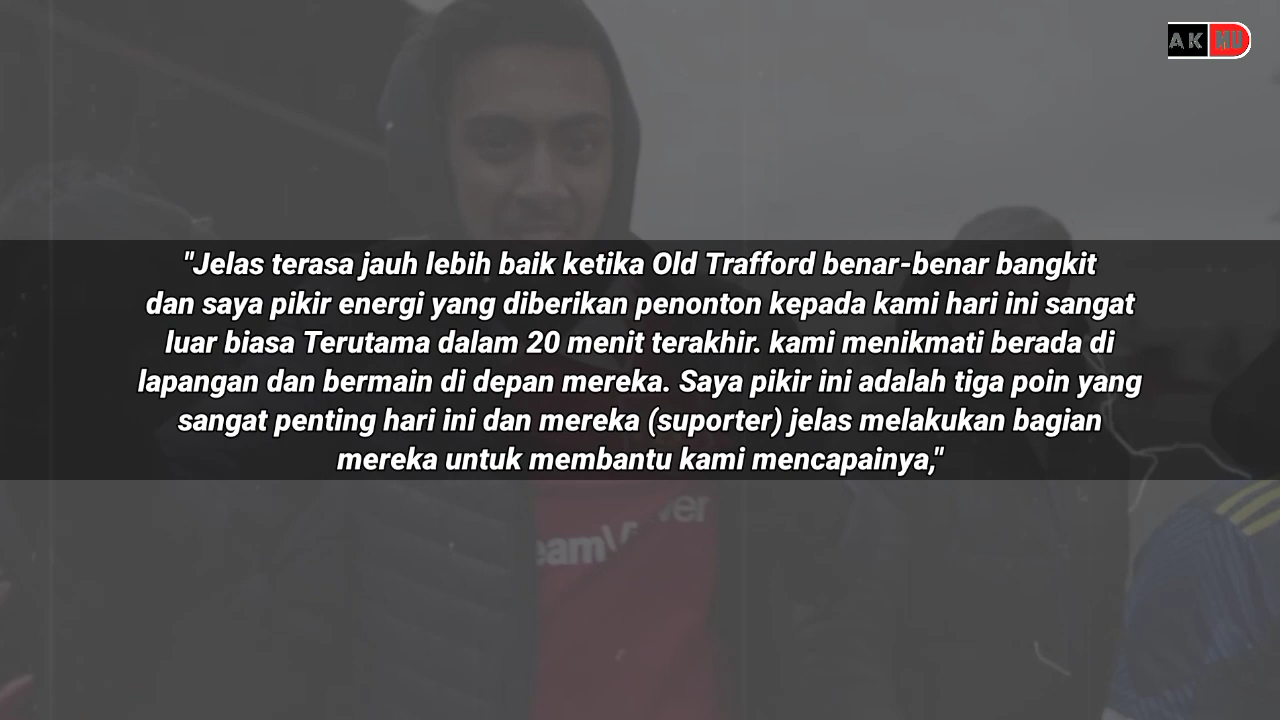 AK MU
"Jelas terasa jauh lebih baik ketika Old Trafford benar-benar bangkit
dan saya pikir energi yang diberikan penonton kepada kami hari ini sangat
luar biasa Terutama dalam 20 menit terakhir. kami menikmati berada di
lapangan dan bermain di depan mereka. Saya pikir ini adalah tiga poin yang
sangat penting hari ini dan mereka (suporter) jelas melakukan bagian
mereka untuk membantu kami mencapainya,"